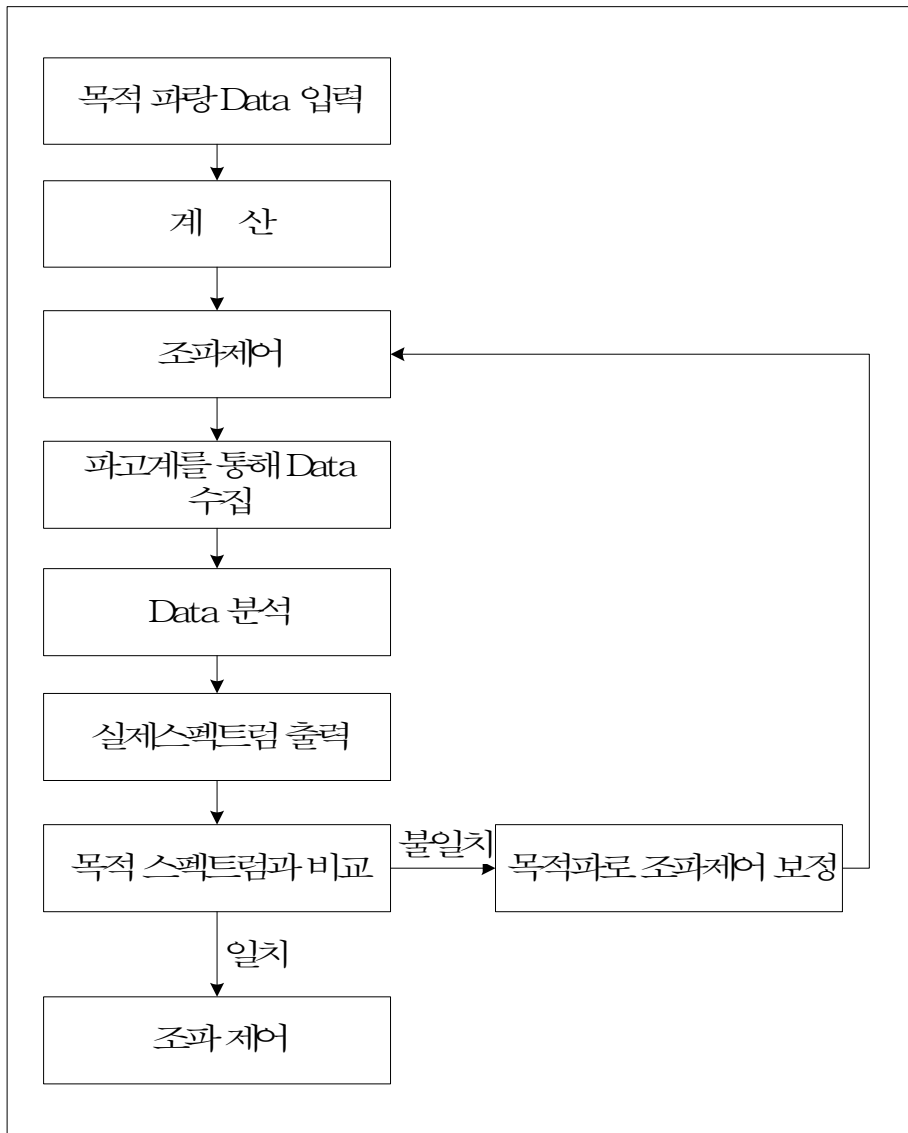 목적 파랑 Data 입력
계 산
조파제어
파고계를 통해 Data
수집
Data 분석
실제스펙트럼 출력
목적 스펙트럼과 비교
불일치
목적파로 조파제어 보정
일치
조파 제어